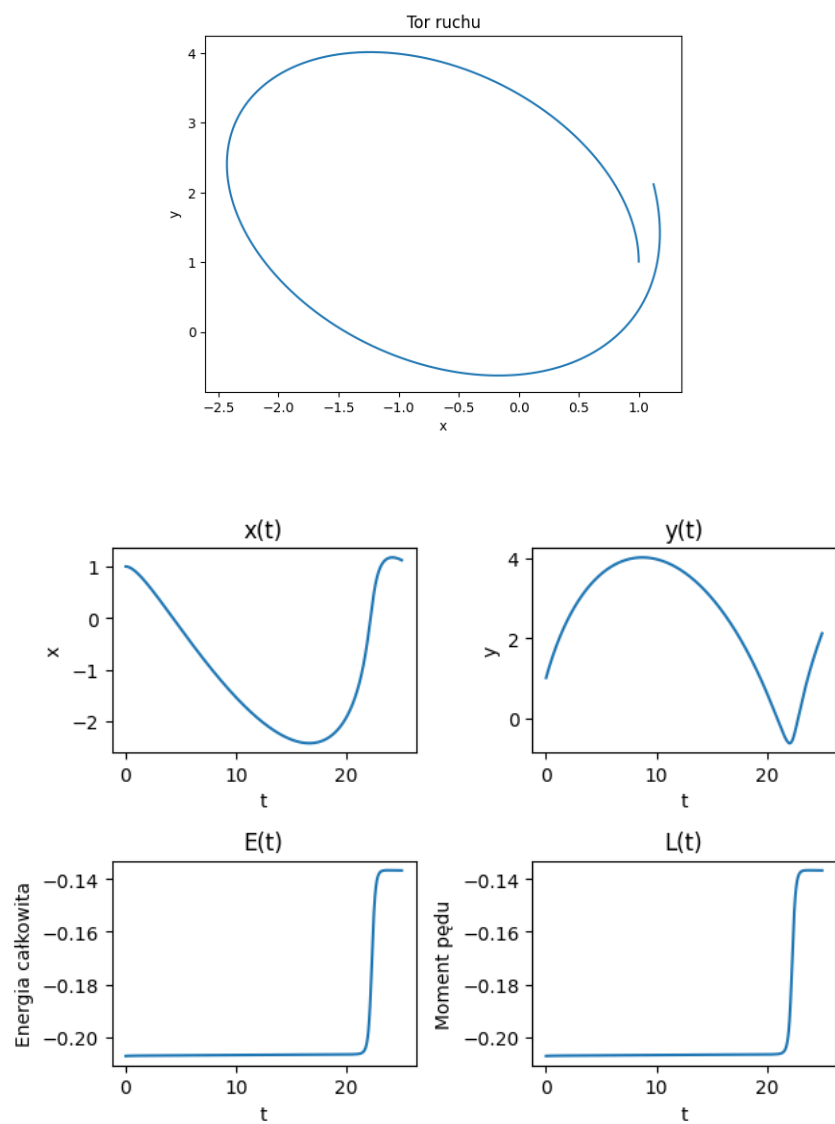 Tor ruchu
4
3
2
1
0
y
−2.5 −2.0 −1.5 −1.0 −0.5 0.0 0.5 1.0
x
x(t) y(t)
1
0
−1
−2
x
0 10 20
t
4
2
0
y
0 10 20
t
E(t) L(t)
−0.14
−0.16
−0.18
−0.20
Energia całkowita
0 10 20
t
−0.14
−0.16
−0.18
−0.20
Moment pędu
0 10 20
t